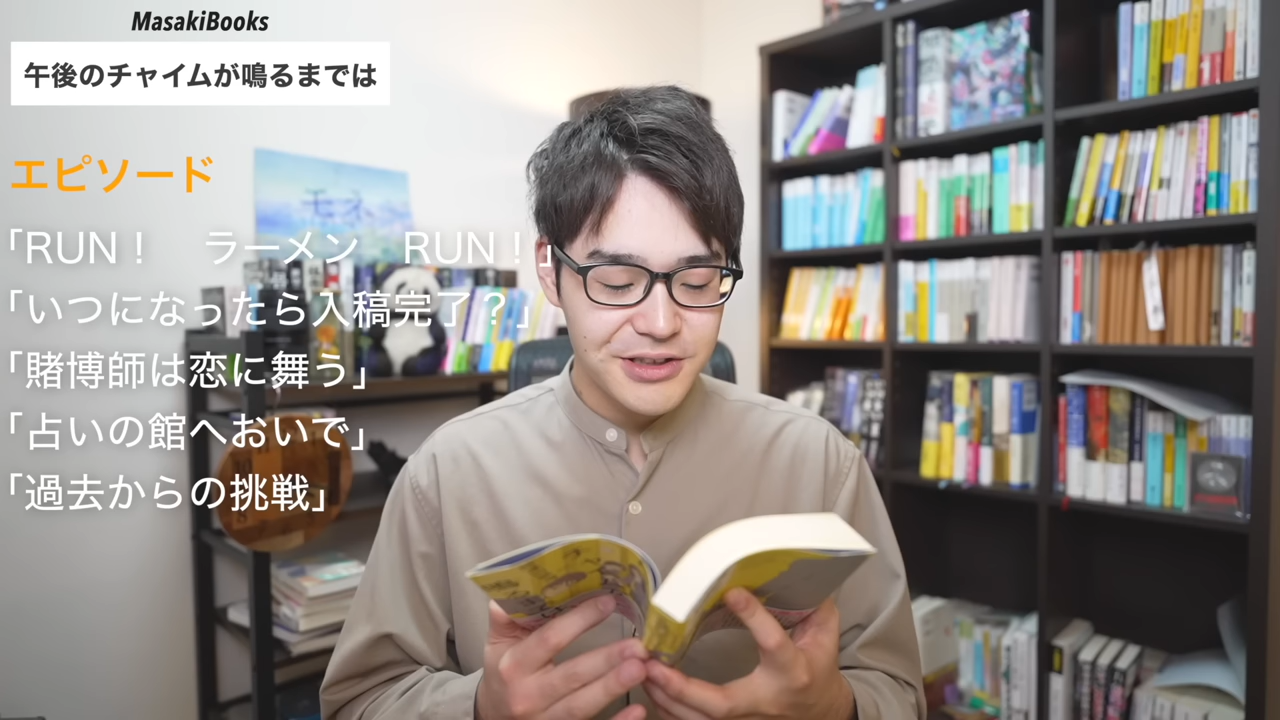 MasakiBooks
午後のチャイムが鳴るまでは
エピソード
「RUN！　ラーメン　RUN！」
「いつになったら入稿完了？」
「賭博師は恋に舞う」
「占いの館へおいで」
「過去からの挑戦」
モネ